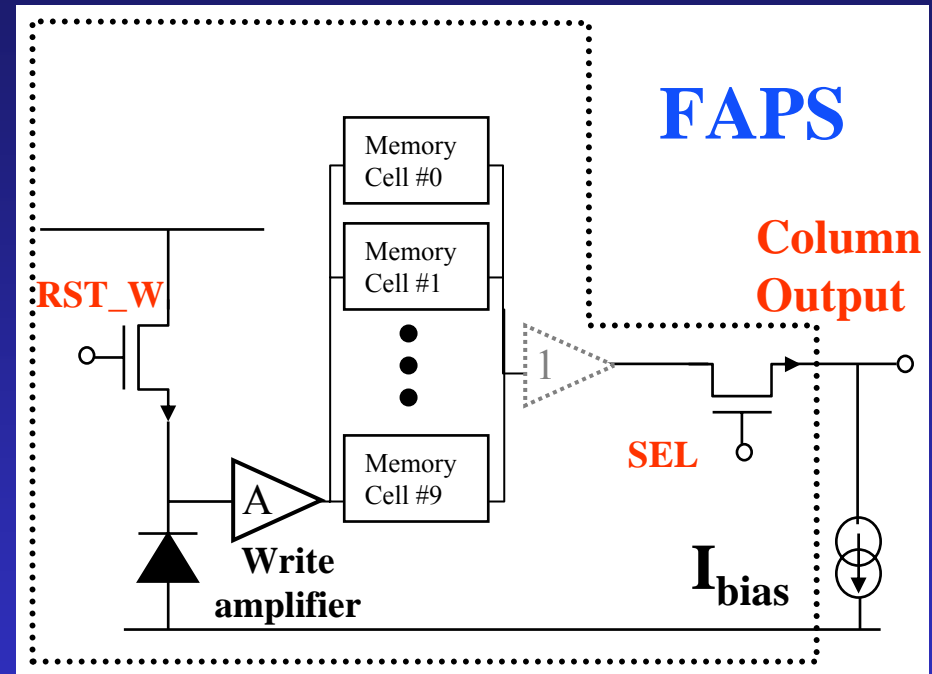 FAPS
Memory
Cell #0
Memory
Cell #1
Column
Output
RST_W
1
SEL
Memory
Cell #9
A
Write
amplifier
Ibias